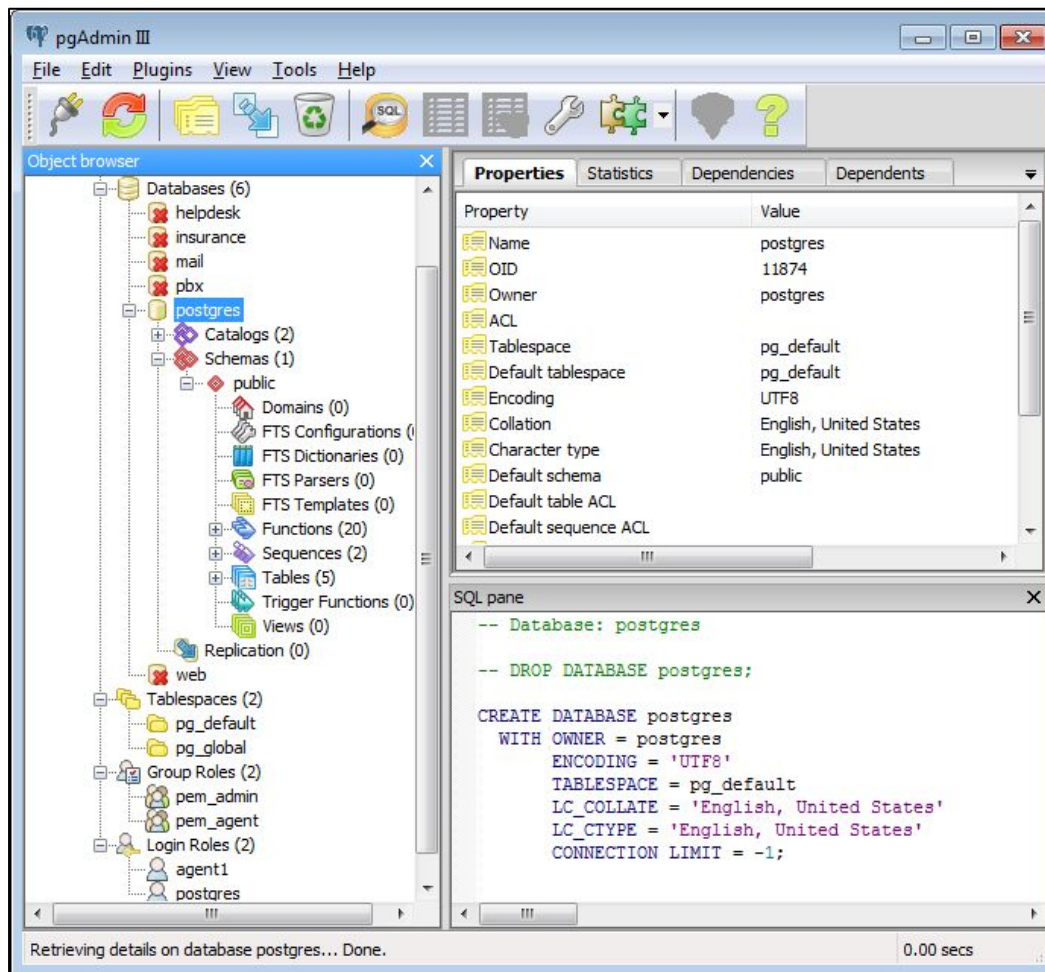 pgAdmin III
File Edit Plugins View Tools Help
SQL
Object browser
Databases (6)
helpdesk
insurance
mail
pbx
postgres
Catalogs (2)
Schemas (1)
public
Domains (0)
FTS Configurations (
FTS Dictionaries (0)
FTS Parsers (0)
FTS Templates (0)
Functions (20)
Sequences (2)
Tables (5)
Trigger Functions (0)
Views (0)
Replication (0)
web
Tablespaces (2)
pg_default
pg_global
Group Roles (2)
pem_admin
pem_agent
Login Roles (2)
agent1
postgres
Properties Statistics Dependencies Dependents
Property Value
Name postgres
OID 11874
Owner postgres
ACL
Tablespace pg_default
Default tablespace pg_default
Encoding UTF8
Collation English, United States
Character type English, United States
Default schema public
Default table ACL
Default sequence ACL
SQL pane
-- Database: postgres
-- DROP DATABASE postgres;
CREATE DATABASE postgres
WITH OWNER = postgres
ENCODING = 'UTF8'
TABLESPACE = pg_default
LC_COLLATE = 'English, United States'
LC_CTYPE = 'English, United States'
CONNECTION LIMIT = -1;
Retrieving details on database postgres... Done. 0.00 secs